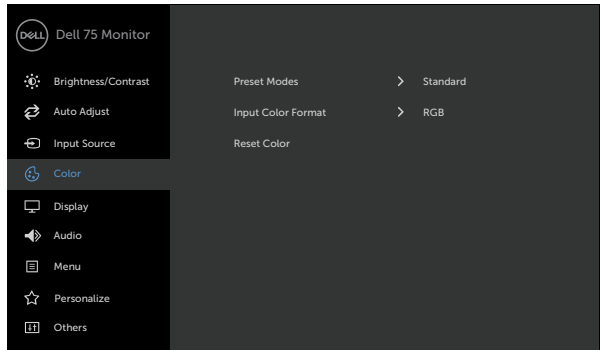 DELL Dell 75 Monitor
Brightness/Contrast
Auto Adjust
Input Source
Color
Display
Audio
Menu
Personalize
Others
Preset Modes > Standard
Input Color Format > RGB
Reset Color